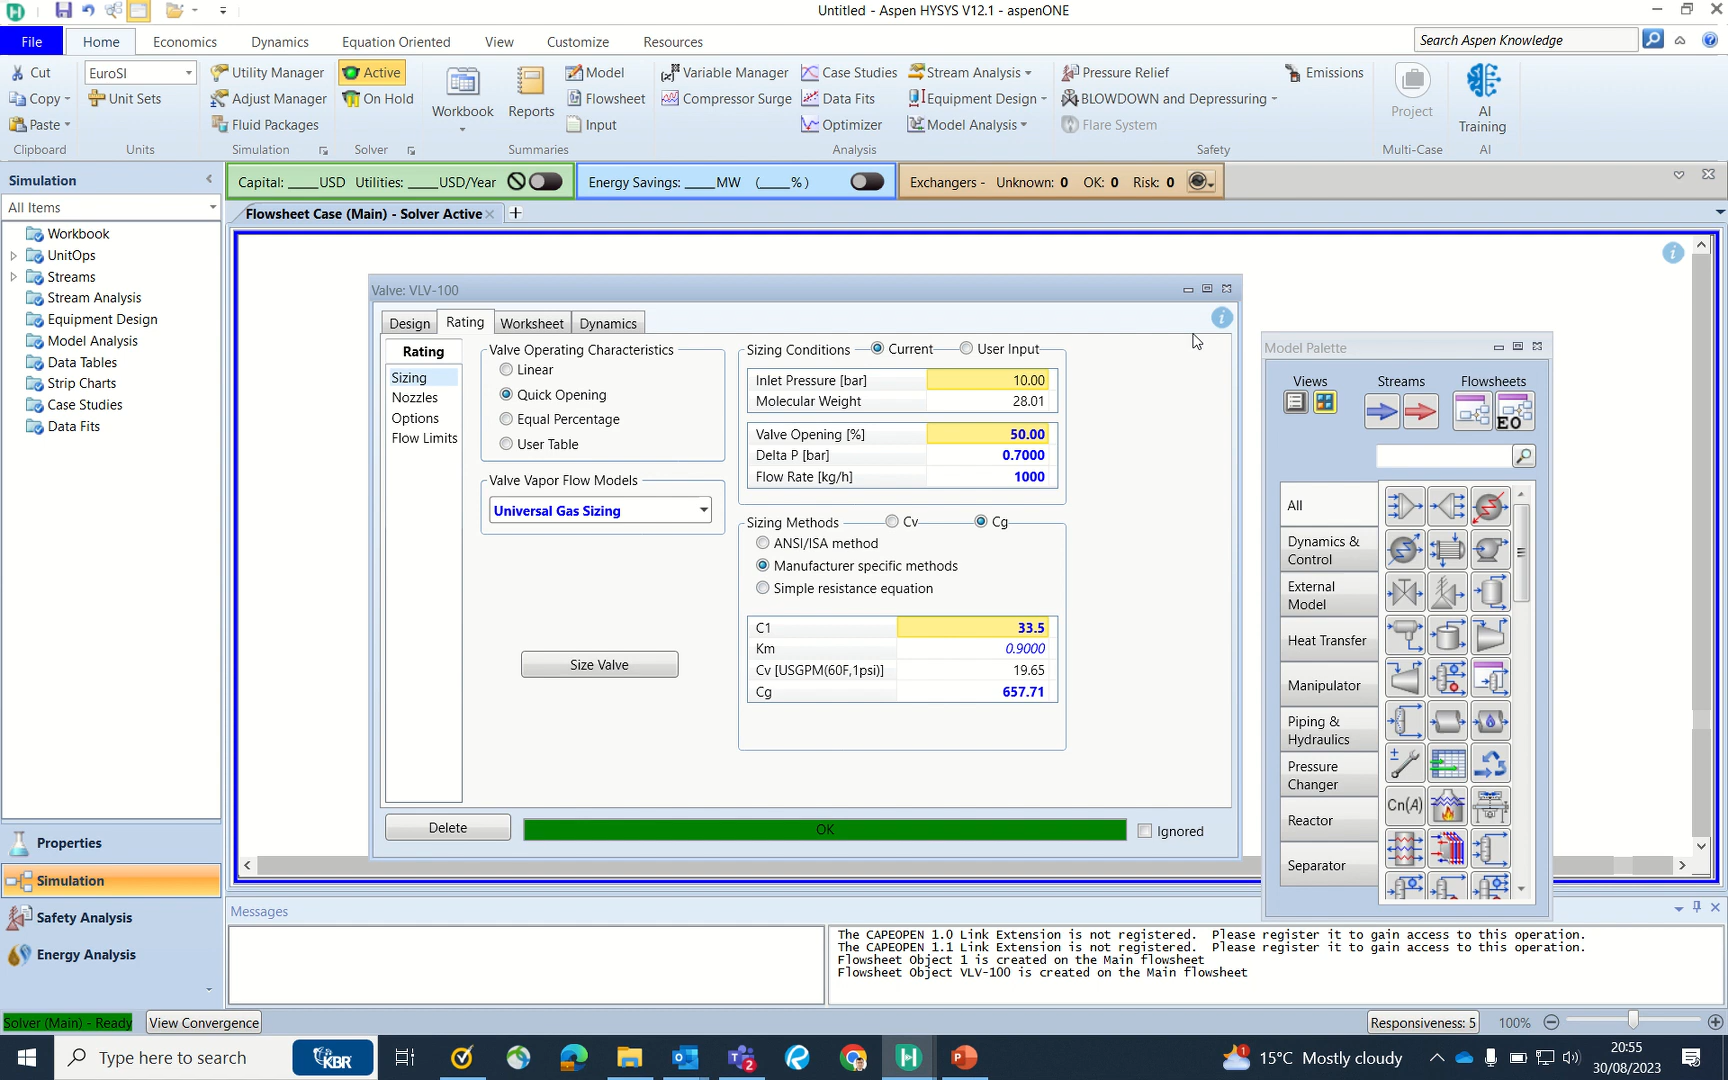 Untitled - Aspen HYSYS V12.1 - aspenONE
File
Home
Economics
Dynamics
Equation Oriented
View
Customize
Resources
Search Aspen Knowledge
Cut
Copy
Paste
Clipboard
EuroSI
Unit Sets
Units
Utility Manager
Adjust Manager
Fluid Packages
Simulation
Active
On Hold
Solver
Workbook
Reports
Model
Flowsheet
Input
Summaries
Variable Manager
Compressor Surge
Case Studies
Data Fits
Optimizer
Stream Analysis
Equipment Design
Model Analysis
Analysis
Pressure Relief
BLOWDOWN and Depressuring
Flare System
Emissions
Safety
Project
Multi-Case
AI
Training
AI
Simulation
All Items
Capital: ____USD Utilities: ____USD/Year
Energy Savings: ____MW (____%)
Exchangers - Unknown: 0 OK: 0 Risk: 0
Flowsheet Case (Main) - Solver Active
Workbook
UnitOps
Streams
Stream Analysis
Equipment Design
Model Analysis
Data Tables
Strip Charts
Case Studies
Data Fits
Properties
Simulation
Safety Analysis
Energy Analysis
Valve: VLV-100
Design
Rating
Worksheet
Dynamics
Rating
Sizing
Nozzles
Options
Flow Limits
Valve Operating Characteristics
Linear
Quick Opening
Equal Percentage
User Table
Valve Vapor Flow Models
Universal Gas Sizing
Size Valve
Sizing Conditions
Current
User Input
Inlet Pressure [bar] 10.00
Molecular Weight 28.01
Valve Opening [%] 50.00
Delta P [bar] 0.7000
Flow Rate [kg/h] 1000
Sizing Methods
Cv
Cg
ANSI/ISA method
Manufacturer specific methods
Simple resistance equation
C1 33.5
Km 0.9000
Cv [USGPM(60F,1psi)] 19.65
Cg 657.71
Delete
OK
Ignored
Model Palette
Views
Streams
Flowsheets
EO
All
Dynamics &
Control
External
Model
Heat Transfer
Manipulator
Piping &
Hydraulics
Pressure
Changer
Reactor
Separator
Cn(A)
Messages
The CAPEOPEN 1.0 Link Extension is not registered. Please register it to gain access to this operation.
The CAPEOPEN 1.1 Link Extension is not registered. Please register it to gain access to this operation.
Flowsheet Object 1 is created on the Main flowsheet
Flowsheet Object VLV-100 is created on the Main flowsheet
Solver (Main) - Ready
View Convergence
Responsiveness: 5
100%
Type here to search
KBR
2
1
15°C Mostly cloudy
20:55
30/08/2023